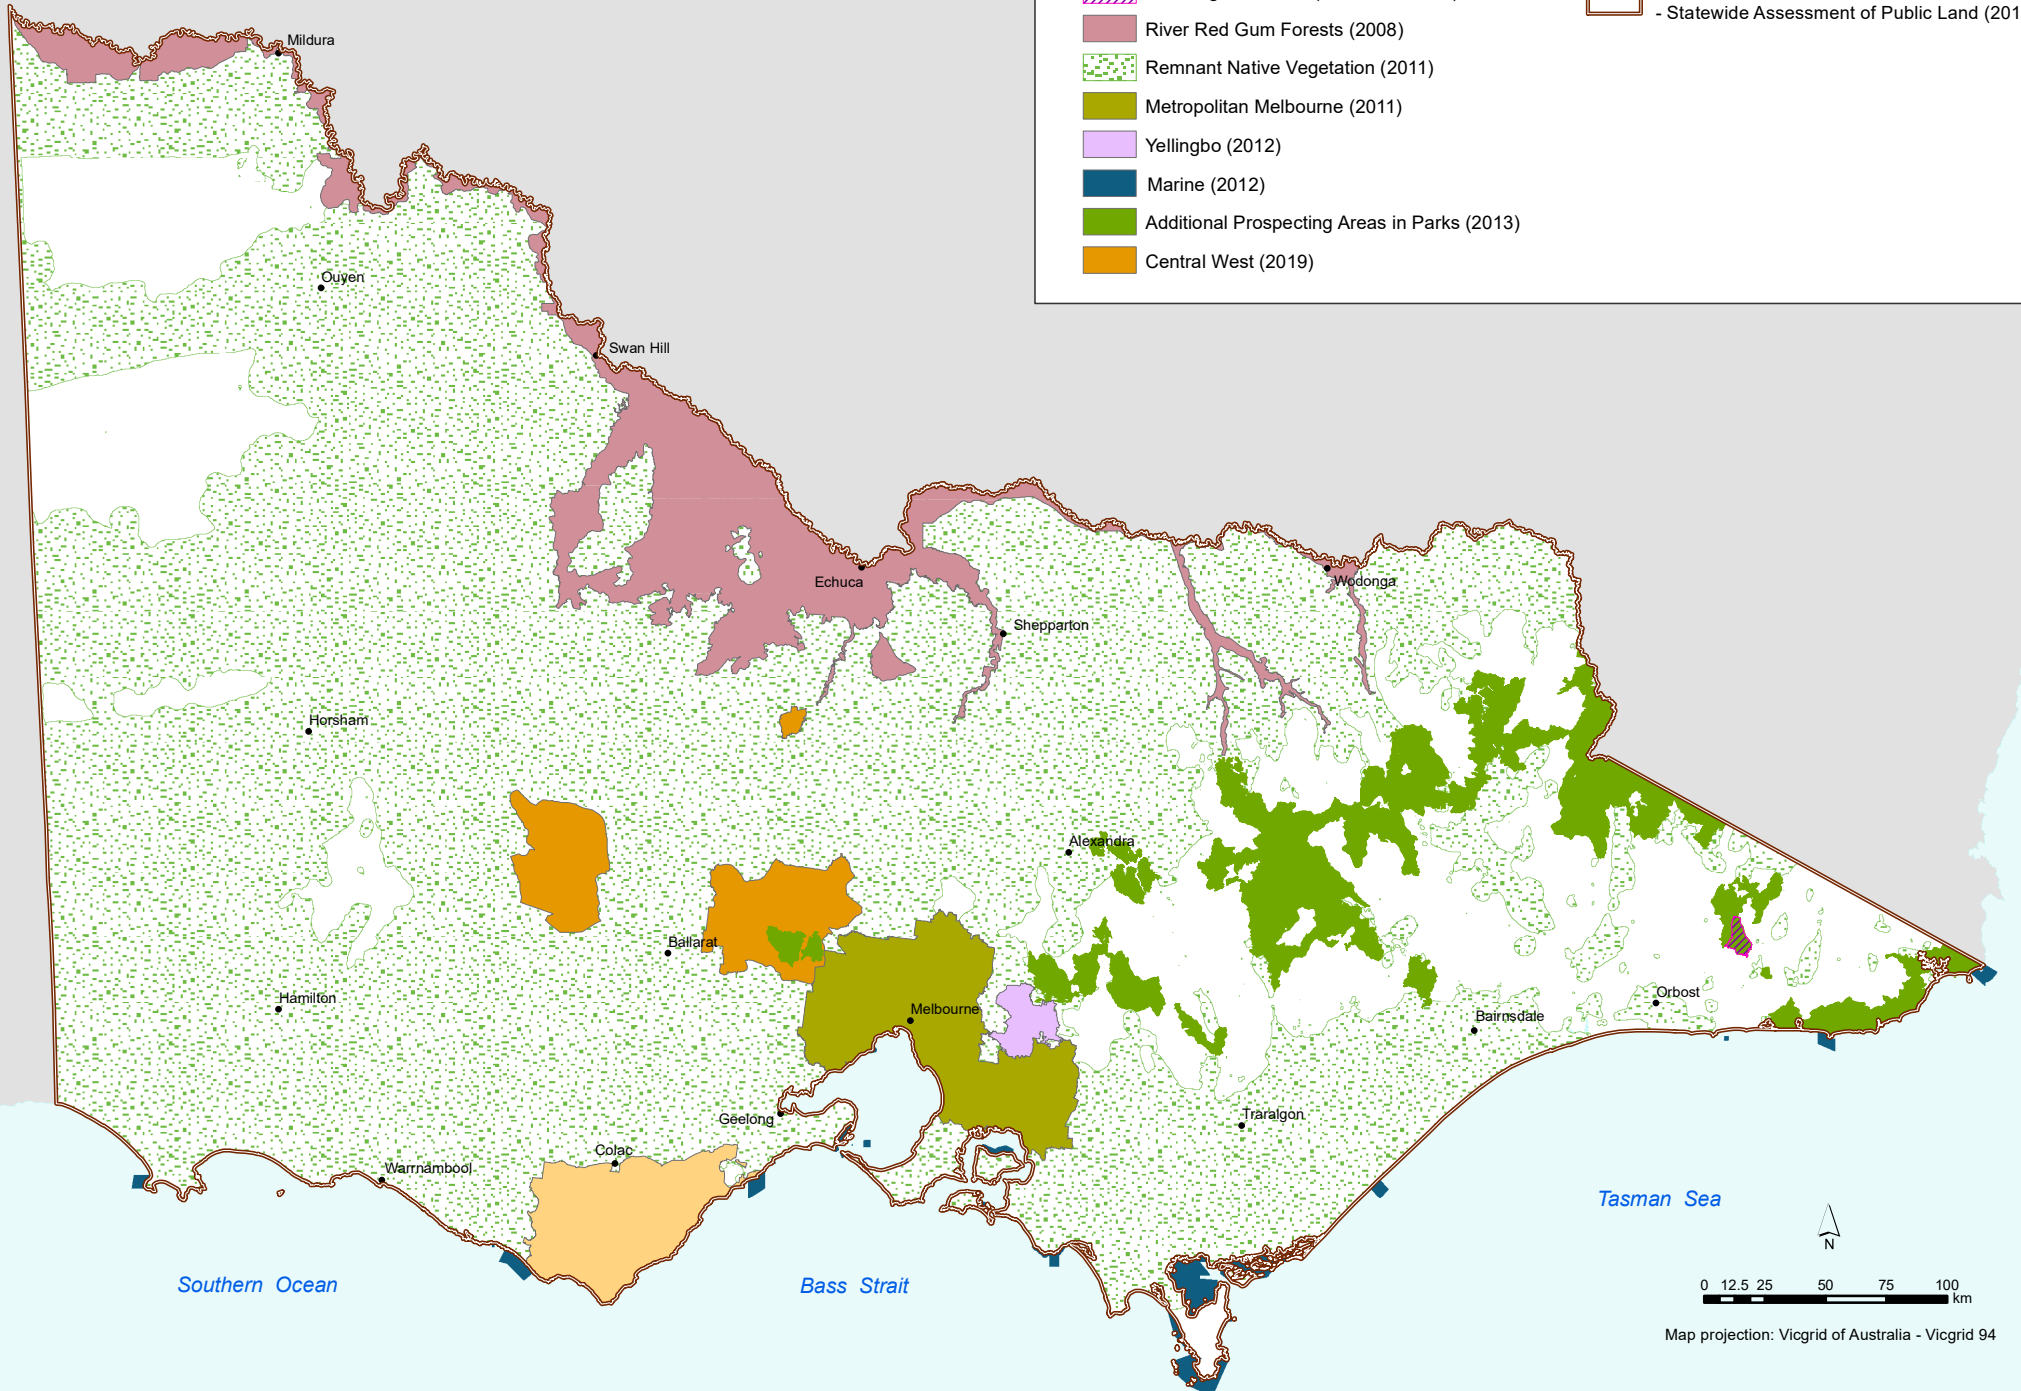 - Statewide Assessment of Public Land (201
River Red Gum Forests (2008)
Remnant Native Vegetation (2011)
Metropolitan Melbourne (2011)
Yellingbo (2012)
Marine (2012)
Additional Prospecting Areas in Parks (2013)
Central West (2019)
Mildura
Ouyen
Swan Hill
Echuca
Wodonga
Shepparton
Horsham
Alexandra
Ballarat
Hamilton
Melbourne
Orbost
Bairnsdale
Geelong
Traralgon
Colac
Warrnambool
Tasman Sea
Southern Ocean
Bass Strait
N
0 12.5 25 50 75 100
km
Map projection: Vicgrid of Australia - Vicgrid 94